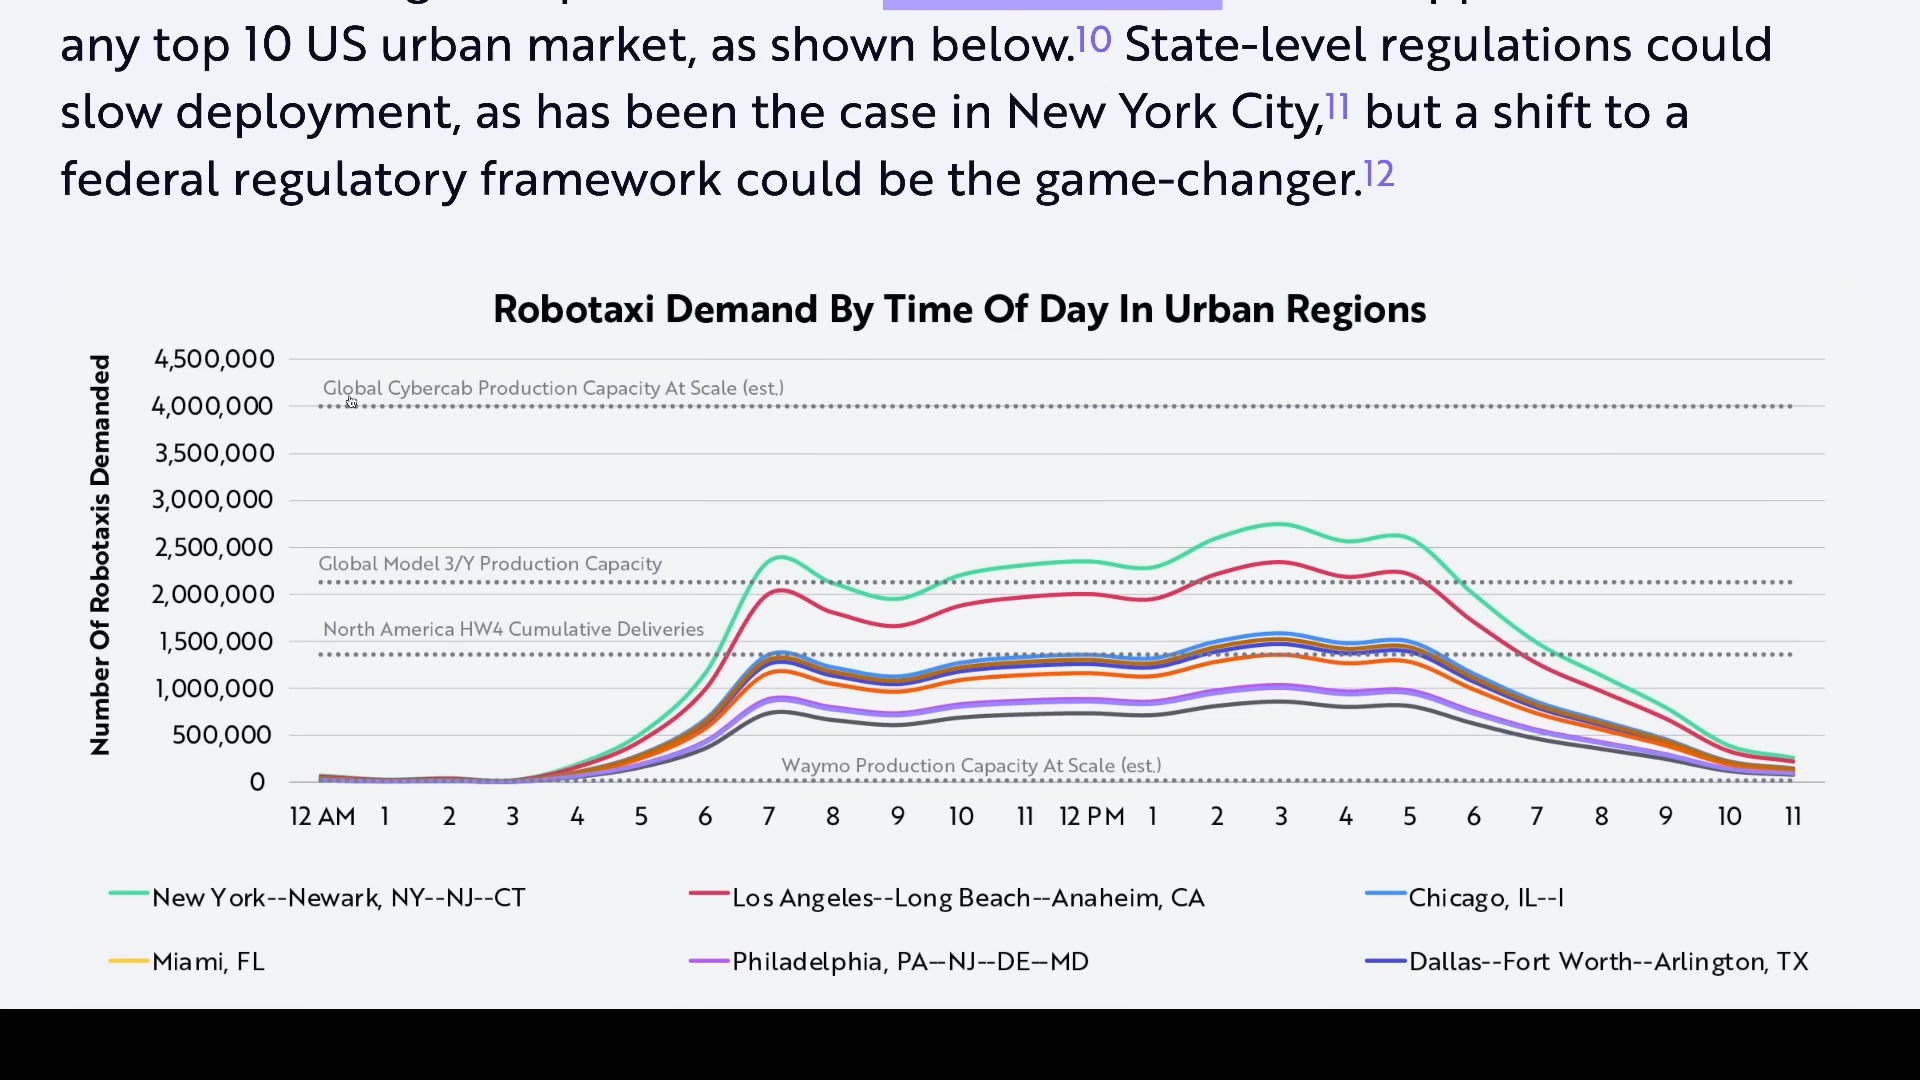 any top 10 US urban market, as shown below.10 State-level regulations could
slow deployment, as has been the case in New York City,11 but a shift to a
federal regulatory framework could be the game-changer.12
Robotaxi Demand By Time Of Day In Urban Regions
Number Of Robotaxis Demanded
4,500,000
Global Cybercab Production Capacity At Scale (est.)
4,000,000
3,500,000
3,000,000
2,500,000
Global Model 3/Y Production Capacity
2,000,000
North America HW4 Cumulative Deliveries
1,500,000
1,000,000
500,000
Waymo Production Capacity At Scale (est.)
0
12 AM 1 2 3 4 5 6 7 8 9 10 11 12 PM 1 2 3 4 5 6 7 8 9 10 11
New York--Newark, NY--NJ--CT Los Angeles--Long Beach--Anaheim, CA Chicago, IL--I
Miami, FL Philadelphia, PA--NJ--DE--MD Dallas--Fort Worth--Arlington, TX